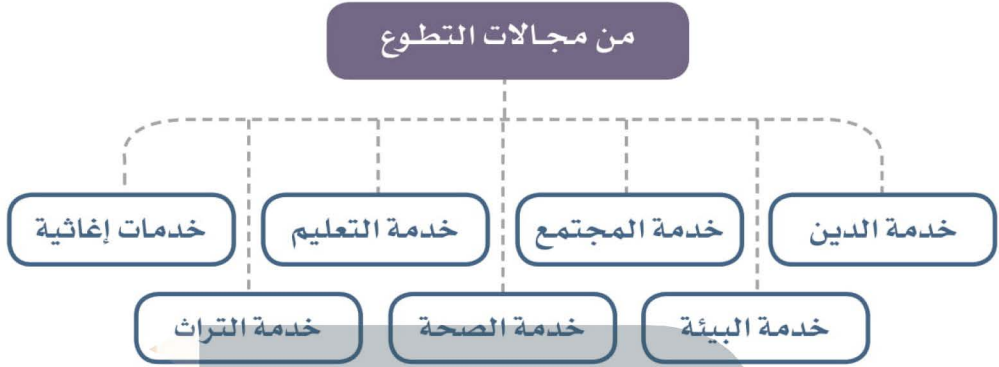 من مجالات التطوع
خدمة الدين
خدمة المجتمع
خدمة التعليم
خدمات إغاثية
خدمة البيئة
خدمة الصحة
خدمة التراث